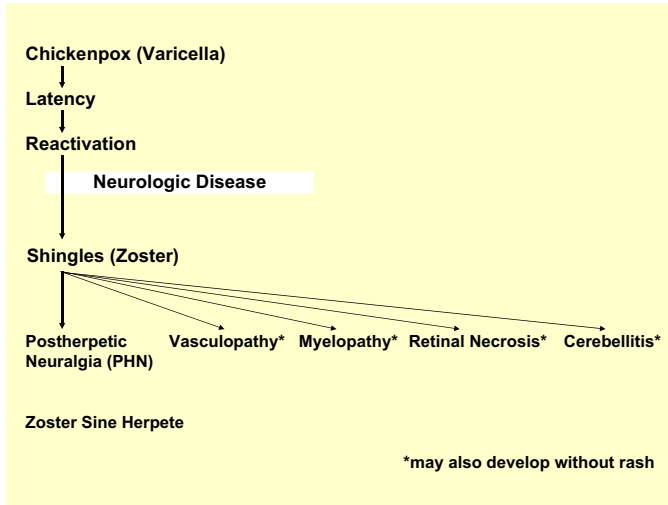 Chickenpox (Varicella)
Latency
Reactivation
Neurologic Disease
Shingles (Zoster)
Postherpetic
Neuralgia (PHN)
Vasculopathy*
Myelopathy*
Retinal Necrosis*
Cerebellitis*
Zoster Sine Herpete
*may also develop without rash